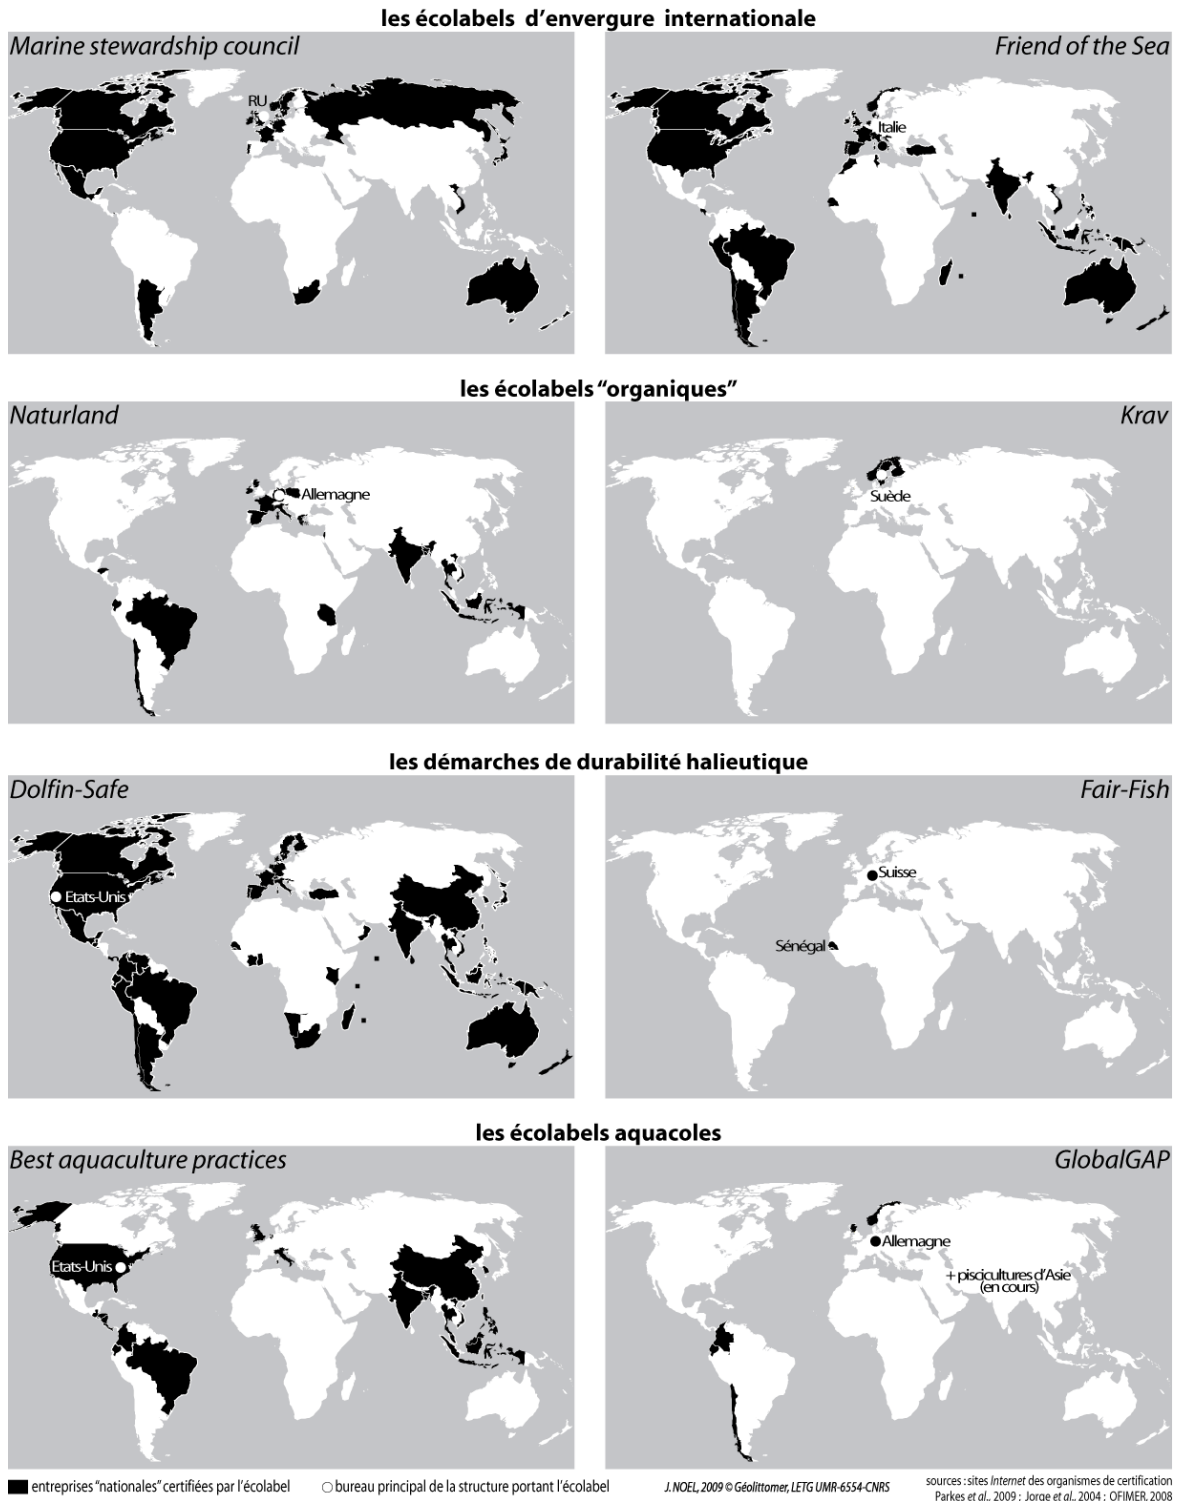 les écolabels d’envergure internationale
Marine stewardship council
Friend of the Sea
RU
Italie
les écolabels “organiques”
Naturland
Krav
Allemagne
Suède
les démarches de durabilité halieutique
Dolfin-Safe
Fair-Fish
Etats-Unis
Suisse
Sénégal
les écolabels aquacoles
Best aquaculture practices
GlobalGAP
Etats-Unis
Allemagne
+ piscicultures d’Asie
(en cours)
entreprises “nationales” certifiées par l’écolabel
bureau principal de la structure portant l’écolabel
J. NOEL, 2009 © Géolittomer, LETG UMR-6554-CNRS
sources : sites Internet des organismes de certification
Parkes et al., 2009 ; Jorge et al., 2004 ; OFIMER, 2008